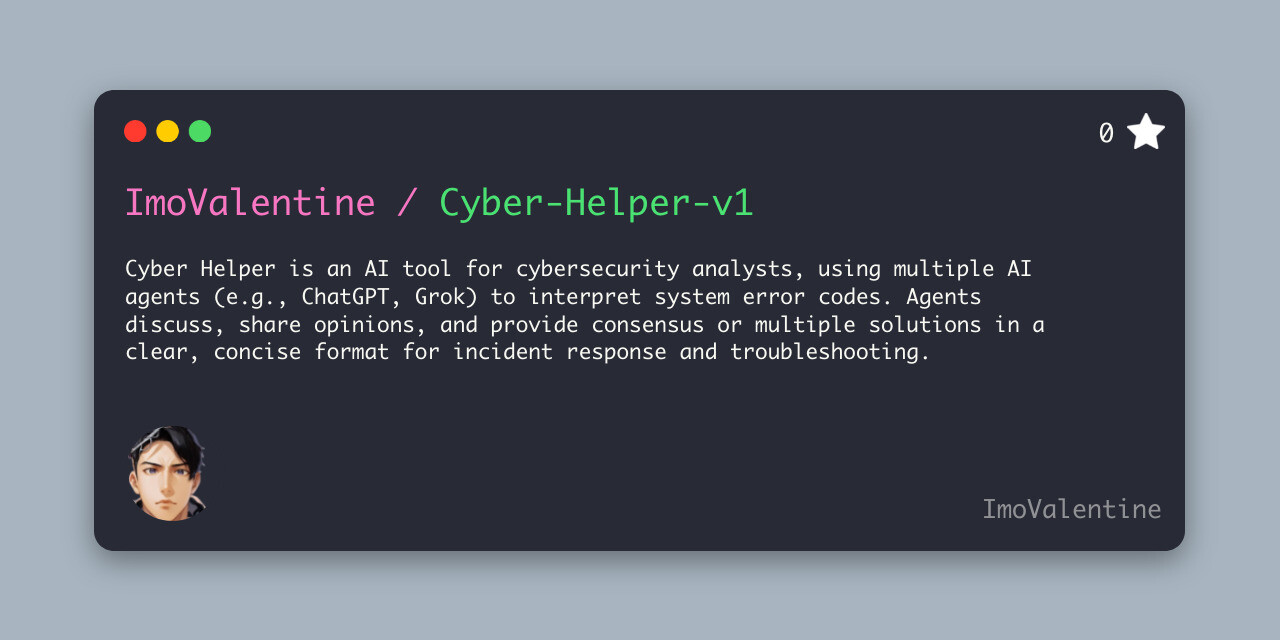 0
ImoValentine / Cyber-Helper-v1
Cyber Helper is an AI tool for cybersecurity analysts, using multiple AI
agents (e.g., ChatGPT, Grok) to interpret system error codes. Agents
discuss, share opinions, and provide consensus or multiple solutions in a
clear, concise format for incident response and troubleshooting.
ImoValentine